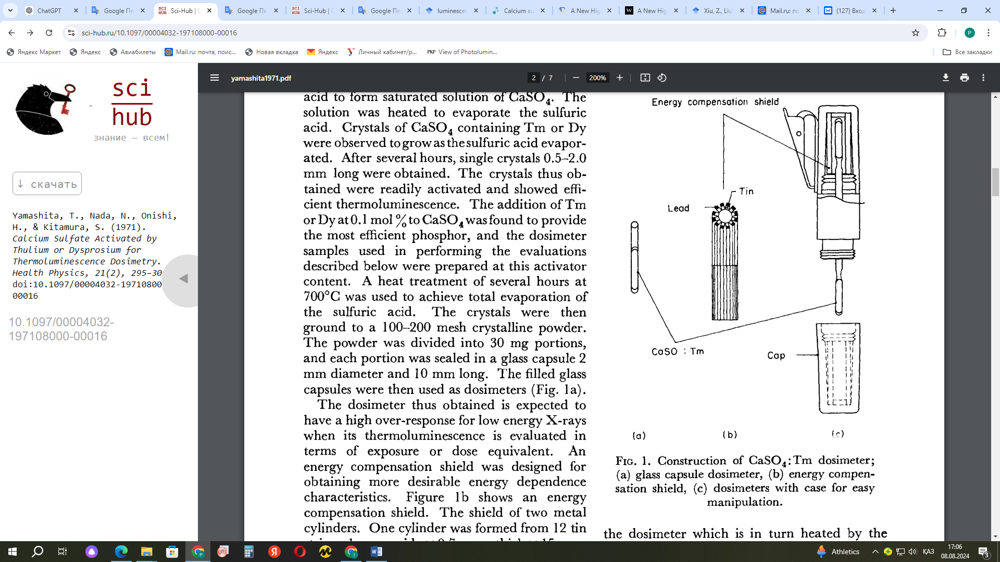 ChatGPT
Google Пе
Sci-Hub | C
Google Пе
Sci-Hub | C
Google Пе
luminescer
Calcium su
A New Hig
A New Hig
Xiu, Z., Liu,
Mail.ru: по
(127) Вход
sci-hub.ru/10.1097/00004032-197108000-00016
P
Яндекс Маркет
Яндекс
Авиабилеты
Mail.ru: почта, поис...
Новая вкладка
Яндекс
Личный кабинет/р...
PKP View of Photolumin...
Все закладки
sci
hub
знание — всем!
↓ скачать
Yamashita, T., Nada, N., Onishi,
H., & Kitamura, S. (1971).
Calcium Sulfate Activated by
Thulium or Dysprosium for
Thermoluminescence Dosimetry.
Health Physics, 21(2), 295–30
doi:10.1097/00004032-197108000
00016
10.1097/00004032-
197108000-00016
yamashita1971.pdf
2 / 7
200%
acid to form saturated solution of CaSO4. The
solution was heated to evaporate the sulfuric
acid. Crystals of CaSO4 containing Tm or Dy
were observed to grow as the sulfuric acid evapor-
ated. After several hours, single crystals 0.5–2.0
mm long were obtained. The crystals thus ob-
tained were readily activated and showed effi-
cient thermoluminescence. The addition of Tm
or Dy at 0.1 mol % to CaSO4 was found to provide
the most efficient phosphor, and the dosimeter
samples used in performing the evaluations
described below were prepared at this activator
content. A heat treatment of several hours at
700°C was used to achieve total evaporation of
the sulfuric acid. The crystals were then
ground to a 100–200 mesh crystalline powder.
The powder was divided into 30 mg portions,
and each portion was sealed in a glass capsule 2
mm diameter and 10 mm long. The filled glass
capsules were then used as dosimeters (Fig. 1a).
The dosimeter thus obtained is expected to
have a high over-response for low energy X-rays
when its thermoluminescence is evaluated in
terms of exposure or dose equivalent. An
energy compensation shield was designed for
obtaining more desirable energy dependence
characteristics. Figure 1b shows an energy
compensation shield. The shield of two metal
cylinders. One cylinder was formed from 12 tin
Energy compensation shield
Tin
Lead
CaSO : Tm
Cap
(a)
(b)
(c)
FIG. 1. Construction of CaSO4:Tm dosimeter;
(a) glass capsule dosimeter, (b) energy compen-
sation shield, (c) dosimeters with case for easy
manipulation.
the dosimeter which is in turn heated by the
Athletics
ҚАЗ
17:06
08.08.2024
3